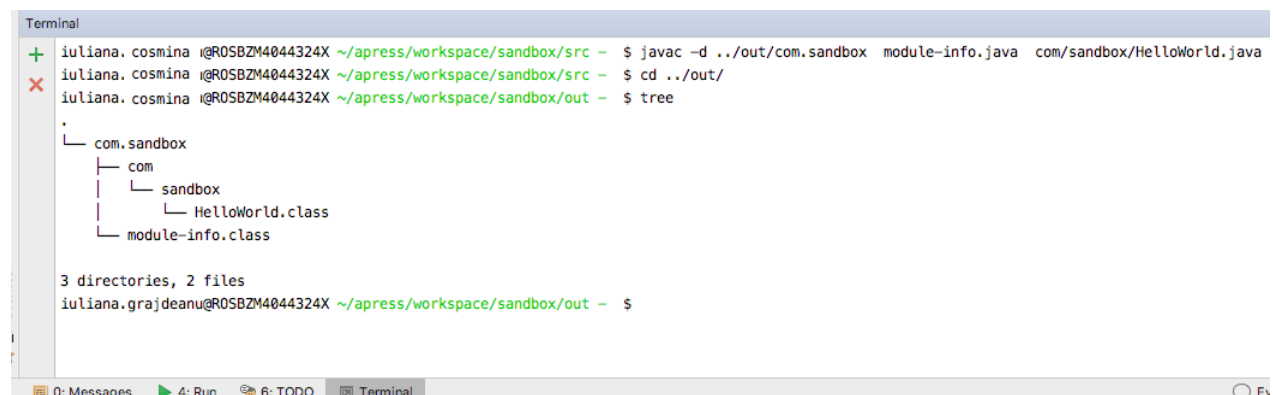 Terminal
iuliana.cosmina @ROSBZM4044324X ~/apress/workspace/sandbox/src – $ javac -d ../out/com.sandbox module-info.java com/sandbox/HelloWorld.java
iuliana.cosmina @ROSBZM4044324X ~/apress/workspace/sandbox/src – $ cd ../out/
iuliana.cosmina @ROSBZM4044324X ~/apress/workspace/sandbox/out – $ tree
.
└── com.sandbox
    ├── com
    │   └── sandbox
    │       └── HelloWorld.class
    └── module-info.class
3 directories, 2 files
iuliana.grajdeanu@ROSBZM4044324X ~/apress/workspace/sandbox/out – $
0: Messages 4: Run 6: TODO Terminal